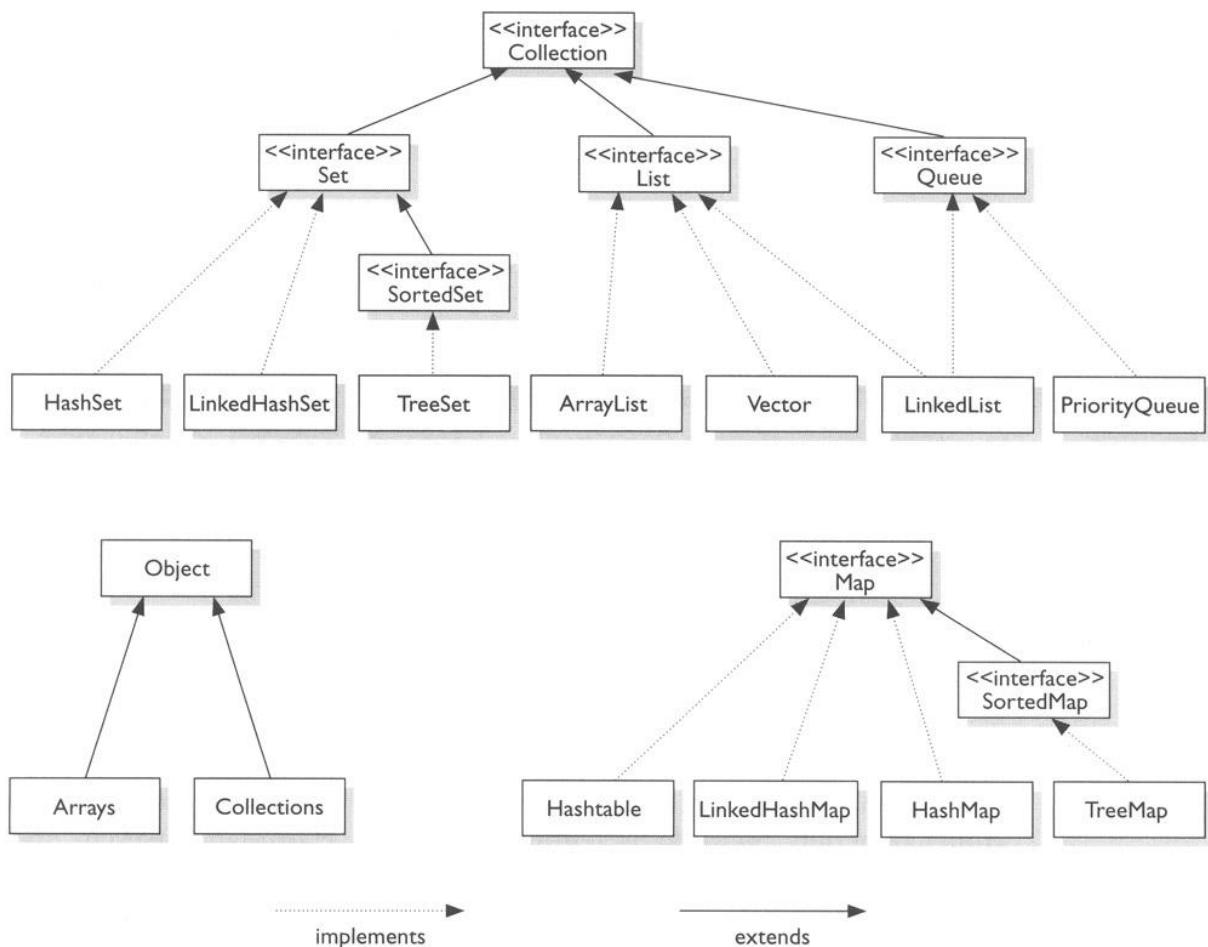 <<interface>>
Collection
<<interface>>
Set
<<interface>>
List
<<interface>>
Queue
<<interface>>
SortedSet
HashSet
LinkedHashSet
TreeSet
ArrayList
Vector
LinkedList
PriorityQueue
Object
<<interface>>
Map
<<interface>>
SortedMap
Arrays
Collections
Hashtable
LinkedHashMap
HashMap
TreeMap
implements
extends